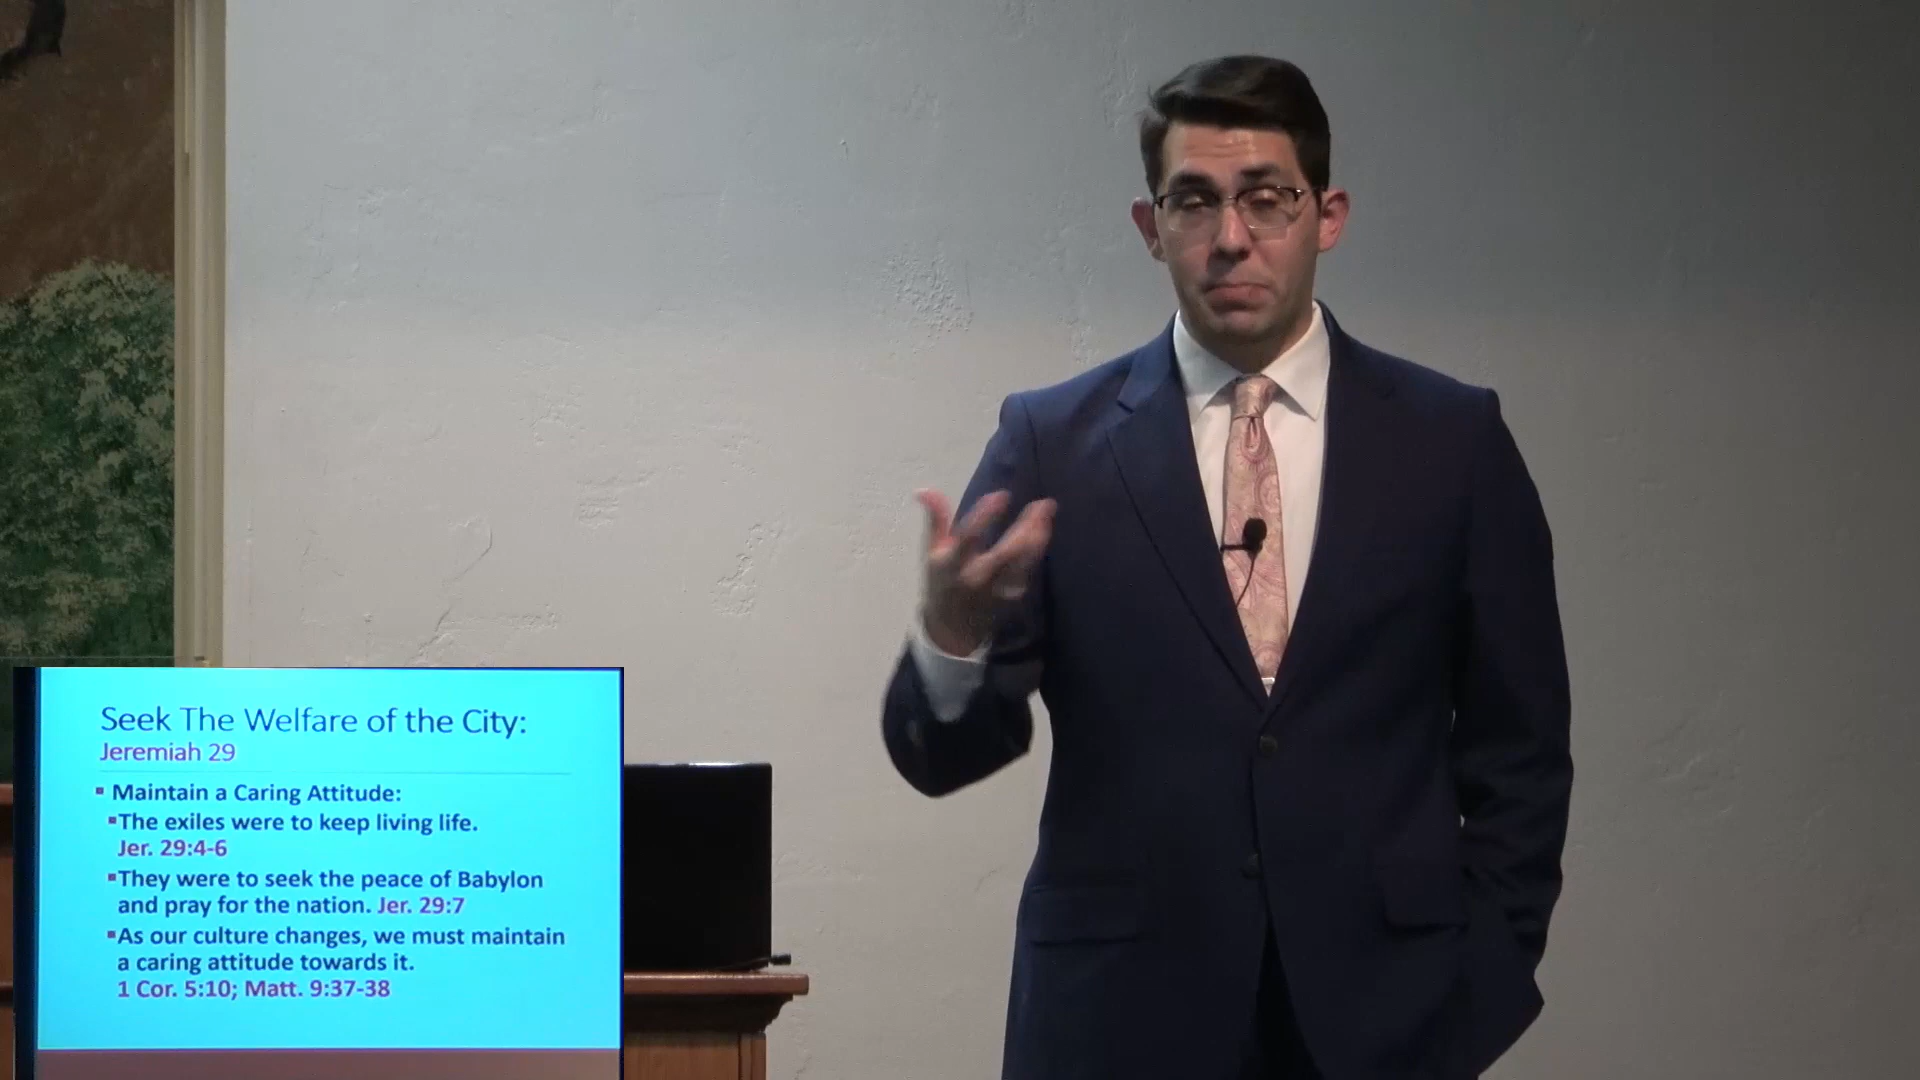 Seek The Welfare of the City:
Jeremiah 29
▪ Maintain a Caring Attitude:
▪The exiles were to keep living life.
Jer. 29:4-6
▪They were to seek the peace of Babylon
and pray for the nation. Jer. 29:7
▪As our culture changes, we must maintain
a caring attitude towards it.
1 Cor. 5:10; Matt. 9:37-38